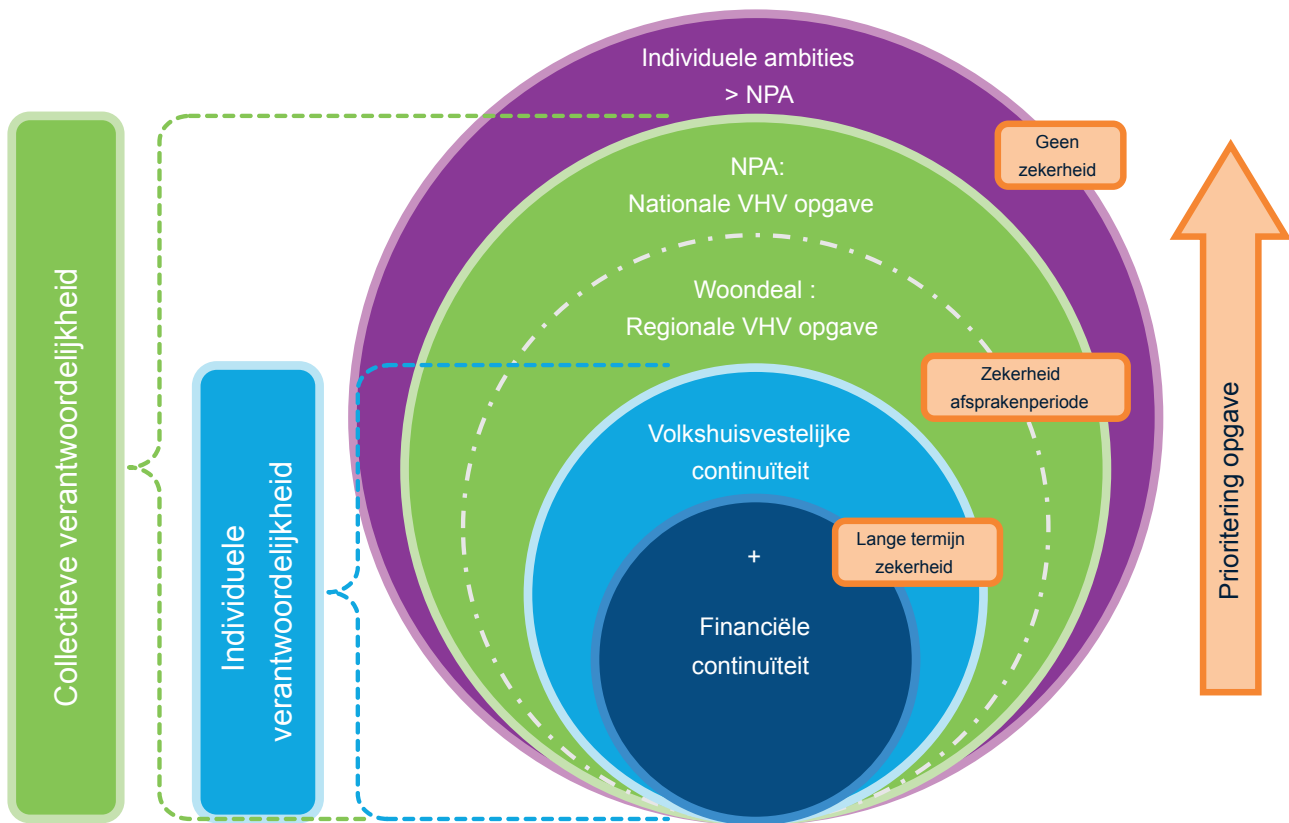 Individuele ambities
> NPA
Geen
zekerheid
NPA:
Nationale VHV opgave
Woondeal :
Regionale VHV opgave
Zekerheid
afsprakenperiode
Volkshuisvestelijke
continuïteit
Lange termijn
zekerheid
+
Financiële
continuïteit
Collectieve verantwoordelijkheid
Individuele
verantwoordelijkheid
Prioritering opgave